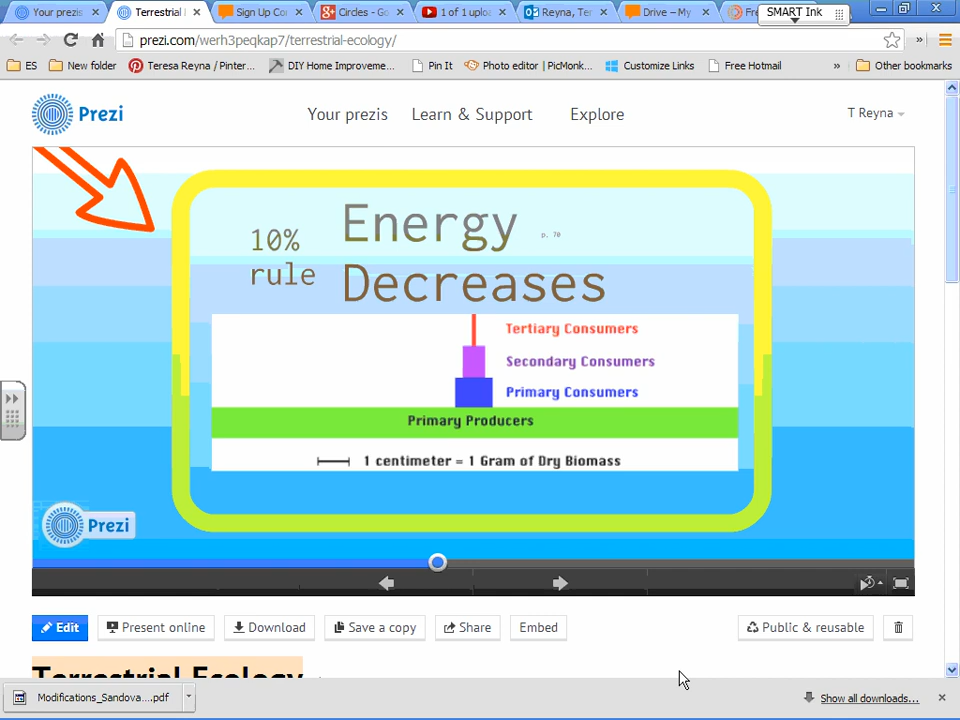 Your prezis
Terrestrial
Sign Up Co
Circles - Go
1 of 1 uploa
Reyna, Ter
Drive – My
Fre
SMART Ink
prezi.com/werh3peqkap7/terrestrial-ecology/
ES
New folder
Teresa Reyna / Pinter...
DIY Home Improveme...
Pin It
Photo editor | PicMonk...
Customize Links
Free Hotmail
»
Other bookmarks
Prezi
Your prezis
Learn & Support
Explore
T Reyna
10%
rule
Energy
p. 70
Decreases
Tertiary Consumers
Secondary Consumers
Primary Consumers
Primary Producers
1 centimeter = 1 Gram of Dry Biomass
Prezi
Edit
Present online
Download
Save a copy
Share
Embed
Public & reusable
Terrestrial Ecology
Modifications_Sandova....pdf
Show all downloads...